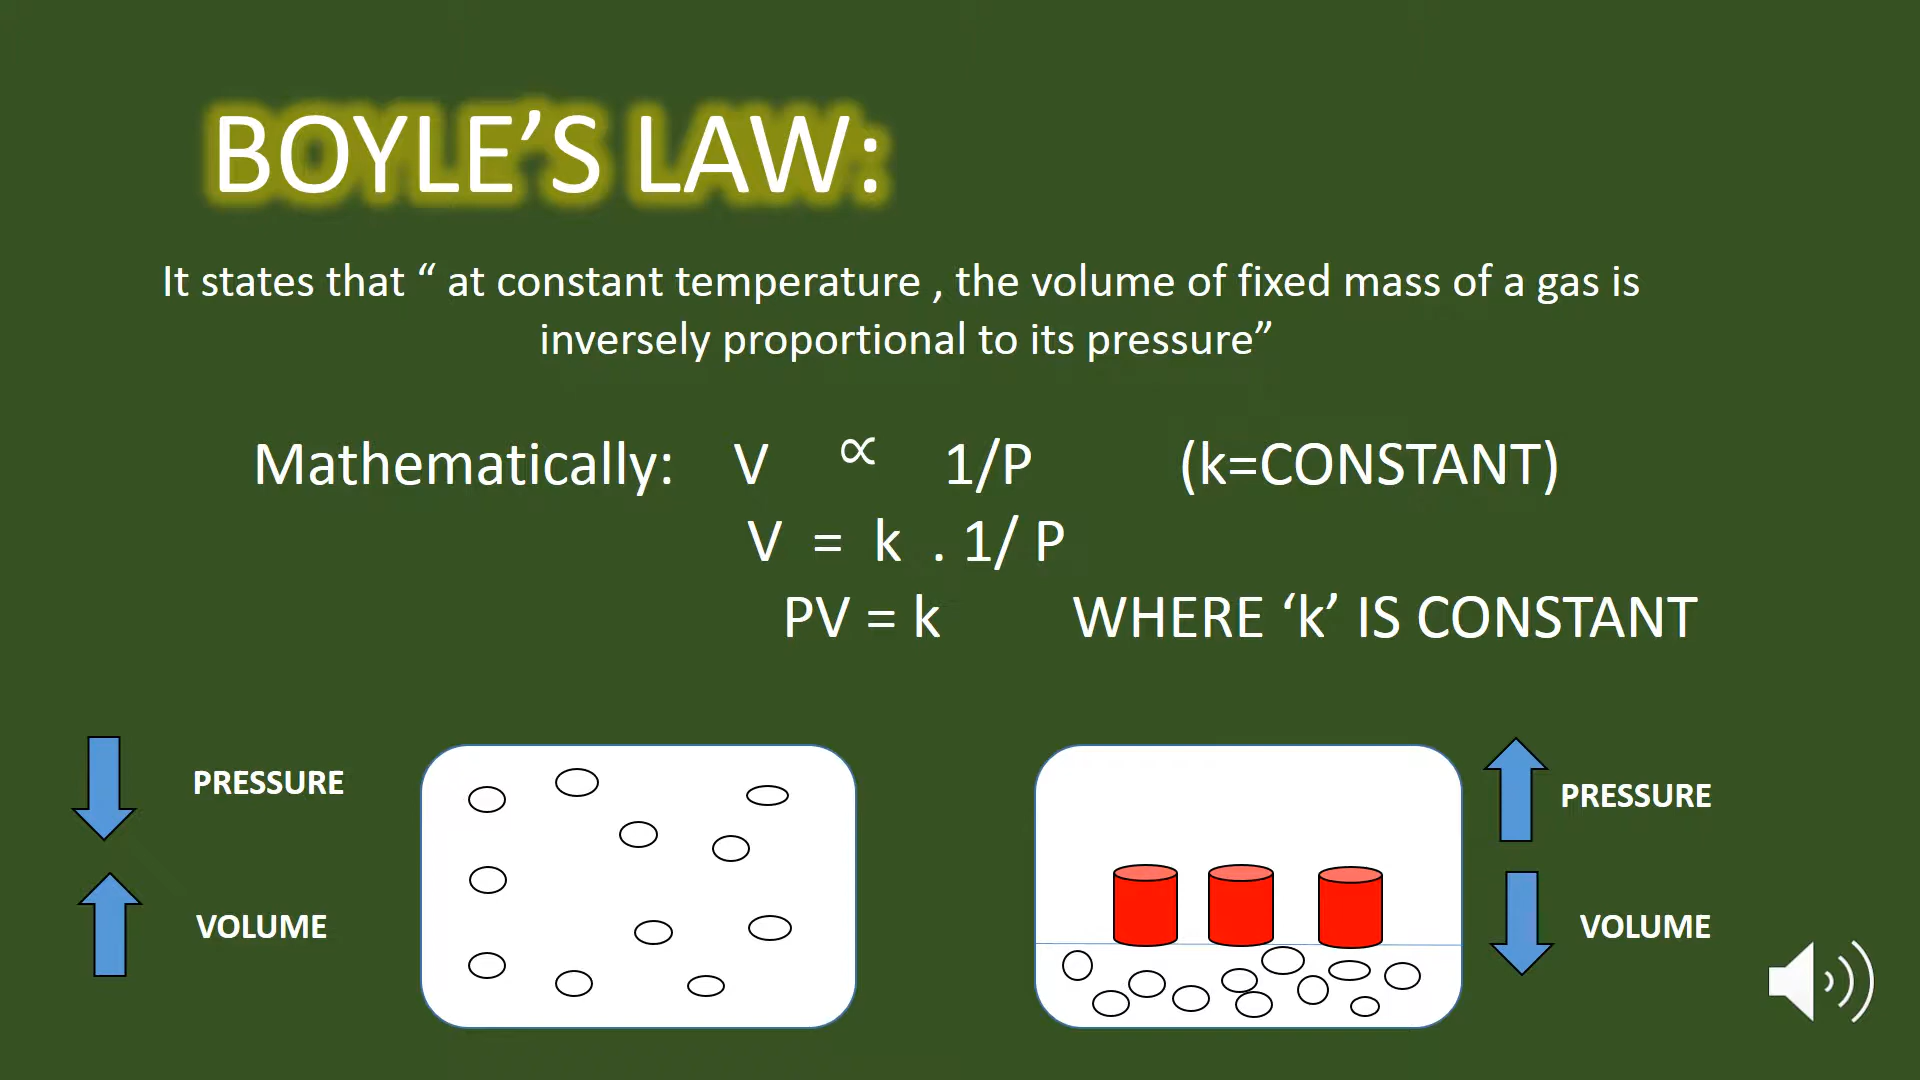 BOYLE’S LAW:
It states that “ at constant temperature , the volume of fixed mass of a gas is
inversely proportional to its pressure”
Mathematically: V ∝ 1/P (k=CONSTANT)
V = k . 1/ P
PV = k WHERE ‘k’ IS CONSTANT
PRESSURE
VOLUME
PRESSURE
VOLUME